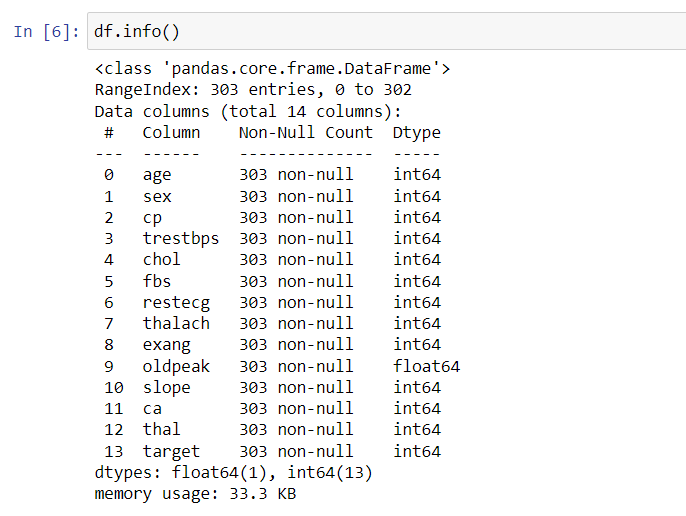 In [6]: df.info()
<class 'pandas.core.frame.DataFrame'>
RangeIndex: 303 entries, 0 to 302
Data columns (total 14 columns):
 #   Column    Non-Null Count  Dtype
---  ------    --------------  -----
 0   age       303 non-null    int64
 1   sex       303 non-null    int64
 2   cp        303 non-null    int64
 3   trestbps  303 non-null    int64
 4   chol      303 non-null    int64
 5   fbs       303 non-null    int64
 6   restecg   303 non-null    int64
 7   thalach   303 non-null    int64
 8   exang     303 non-null    int64
 9   oldpeak   303 non-null    float64
 10  slope     303 non-null    int64
 11  ca        303 non-null    int64
 12  thal      303 non-null    int64
 13  target    303 non-null    int64
dtypes: float64(1), int64(13)
memory usage: 33.3 KB